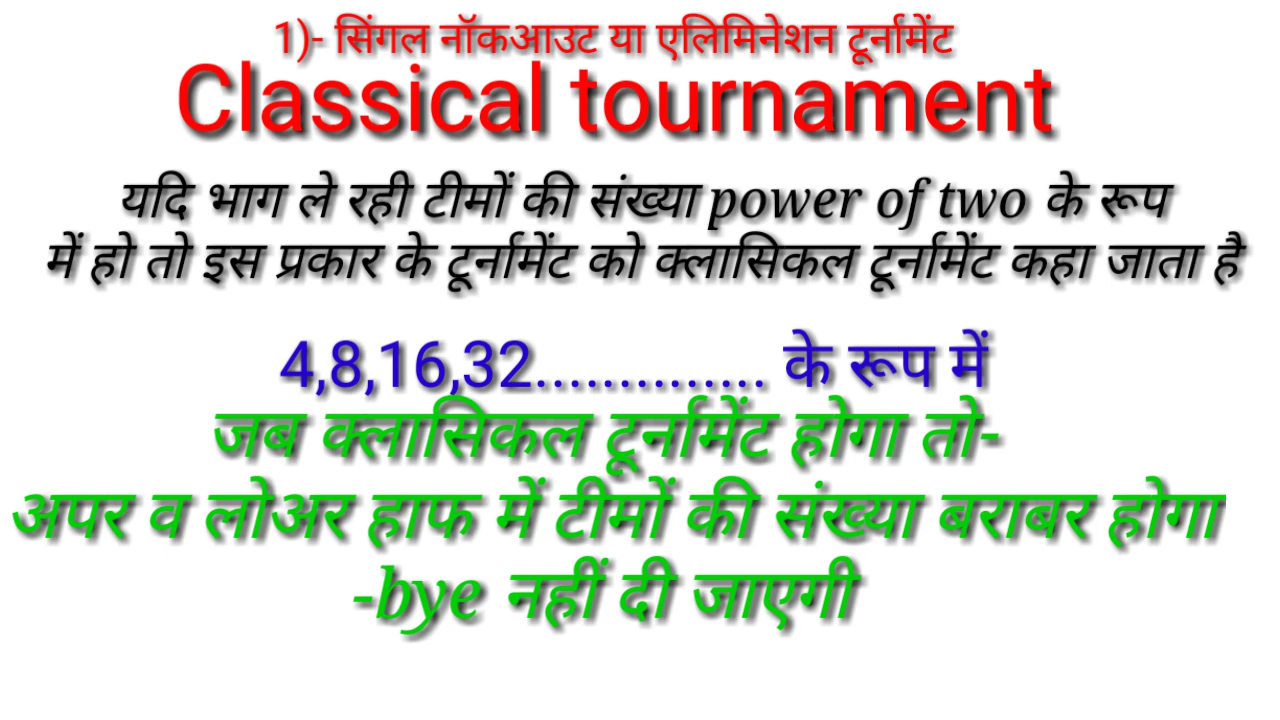 1)- सिंगल नॉकआउट या एलिमिनेशन टूर्नामेंट
Classical tournament
यदि भाग ले रही टीमों की संख्या power of two के रूप
में हो तो इस प्रकार के टूर्नामेंट को क्लासिकल टूर्नामेंट कहा जाता है
4,8,16,32.............. के रूप में
जब क्लासिकल टूर्नामेंट होगा तो-
अपर व लोअर हाफ में टीमों की संख्या बराबर होगा
-bye नहीं दी जाएगी